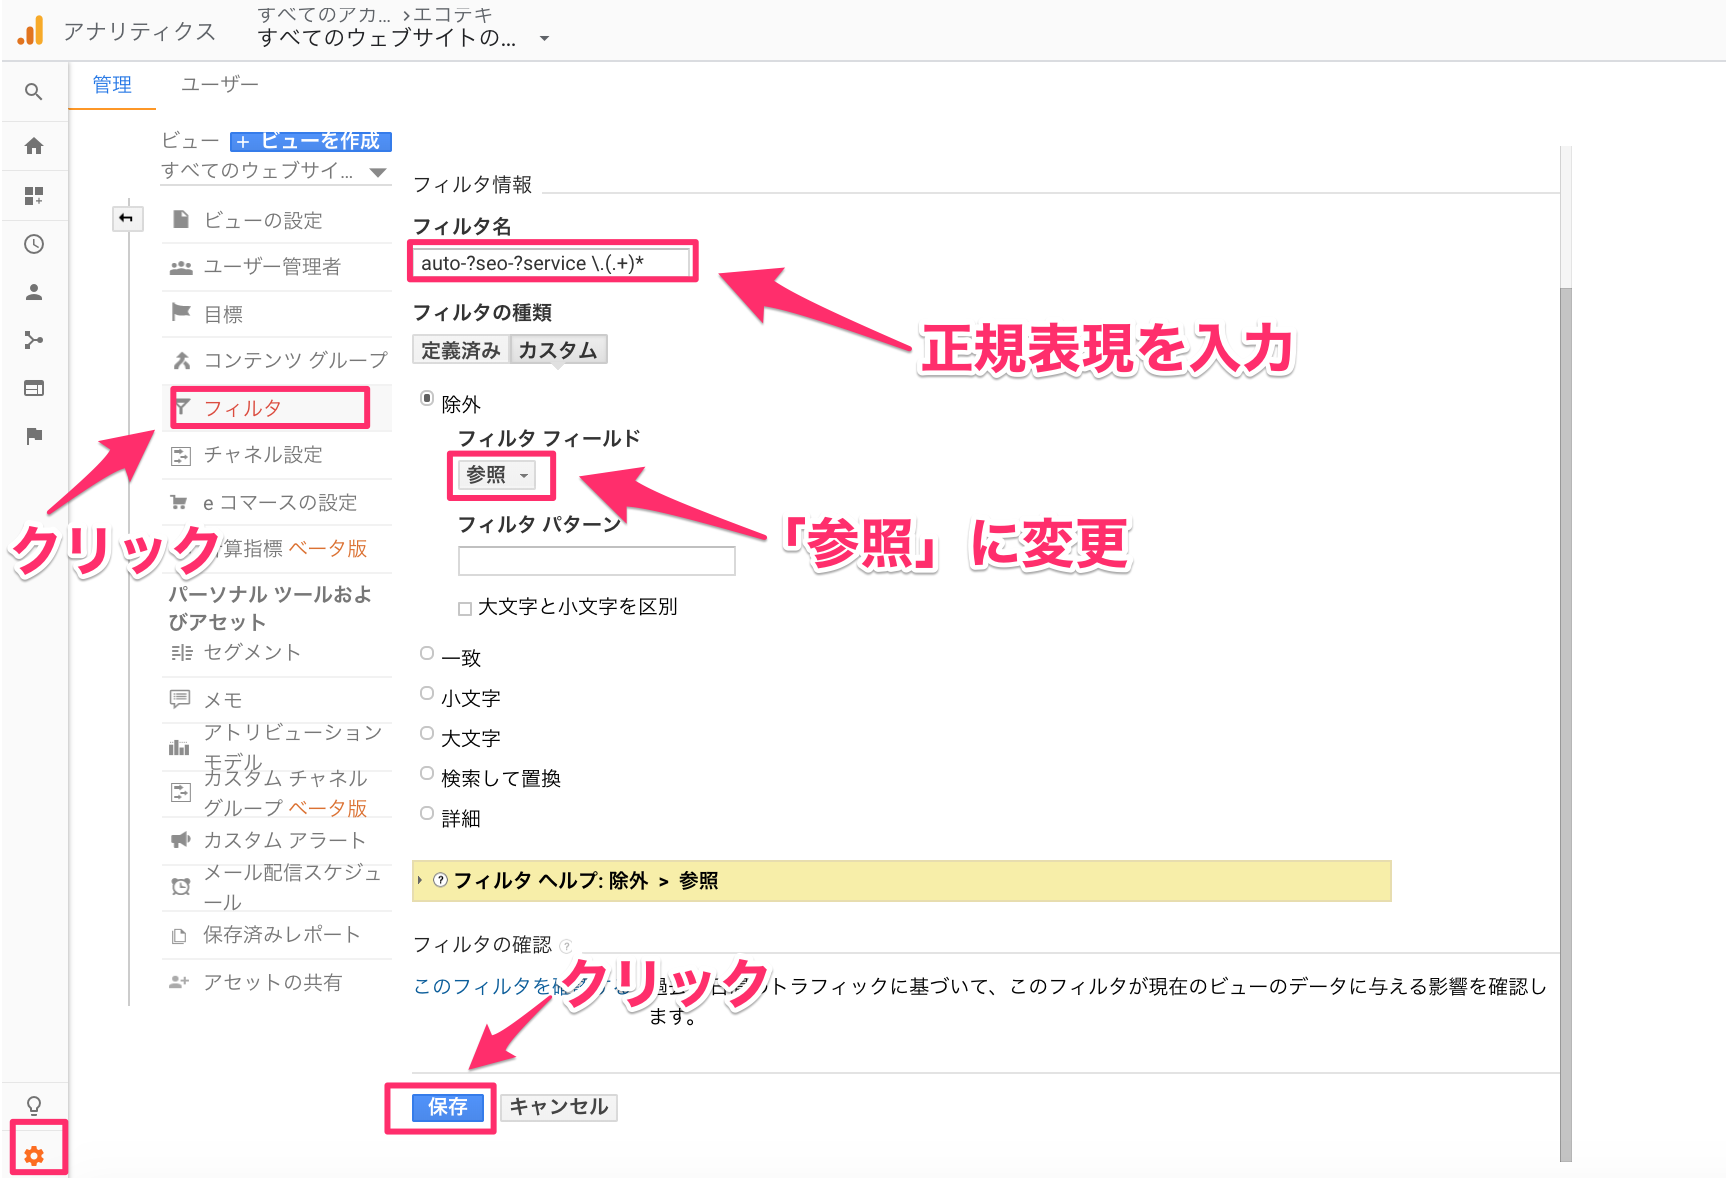 アナリティクス
すべてのアカ... ›エコテキ
すべてのウェブサイトの...
管理
ユーザー
ビュー
+ ビューを作成
すべてのウェブサイ...
ビューの設定
ユーザー管理者
目標
コンテンツ グループ
フィルタ
チャネル設定
e コマースの設定
算指標 ベータ版
クリック
パーソナル ツールおよ
びアセット
セグメント
メモ
アトリビューション
モデル
カスタム チャネル
グループ ベータ版
カスタム アラート
メール配信スケジュ
ール
保存済みレポート
アセットの共有
フィルタ情報
フィルタ名
auto-?seo-?service \.(.+)*
正規表現を入力
フィルタの種類
定義済み
カスタム
除外
フィルタ フィールド
参照
「参照」に変更
フィルタ パターン
大文字と小文字を区別
一致
小文字
大文字
検索して置換
詳細
? フィルタ ヘルプ: 除外 > 参照
フィルタの確認 ?
クリック
このフィルタを トラフィックに基づいて、このフィルタが現在のビューのデータに与える影響を確認し
ます。
保存
キャンセル